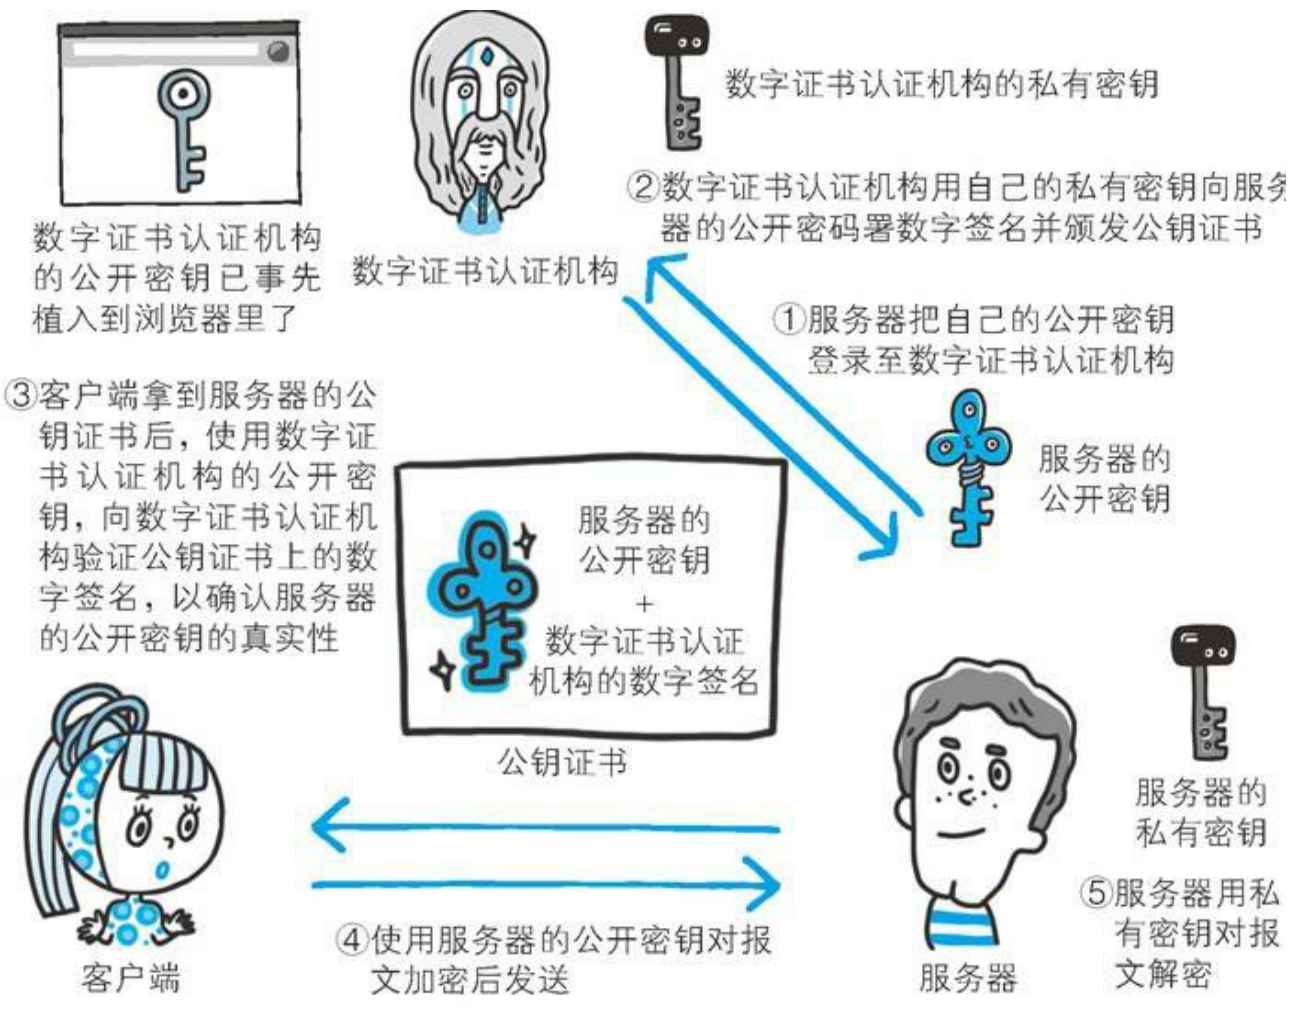 数字证书认证机构
的公开密钥已事先
植入到浏览器里了
数字证书认证机构
数字证书认证机构的私有密钥
②数字证书认证机构用自己的私有密钥向服务
器的公开密码署数字签名并颁发公钥证书
①服务器把自己的公开密钥
登录至数字证书认证机构
服务器的
公开密钥
③客户端拿到服务器的公
钥证书后，使用数字证
书认证机构的公开密
钥，向数字证书认证机
构验证公钥证书上的数
字签名，以确认服务器
的公开密钥的真实性
服务器的
公开密钥
+
数字证书认证
机构的数字签名
公钥证书
客户端
④使用服务器的公开密钥对报
文加密后发送
服务器
服务器的
私有密钥
⑤服务器用私
有密钥对报
文解密